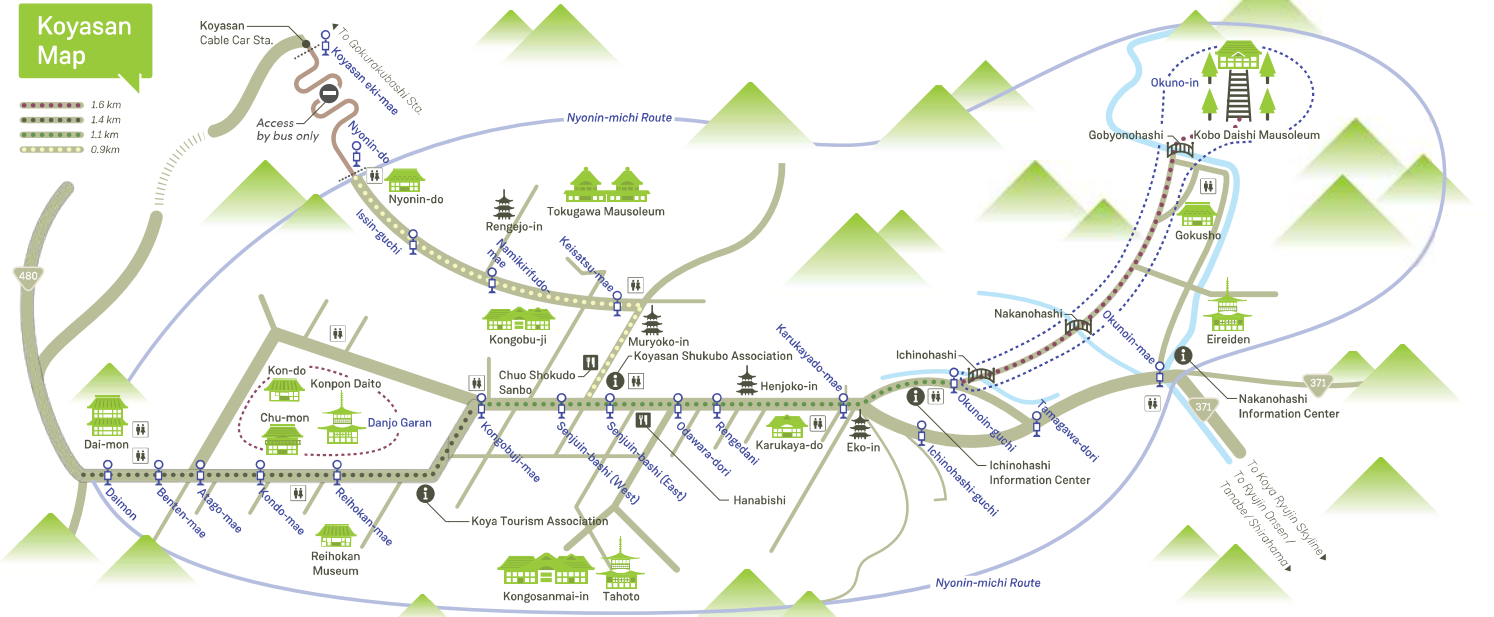 Koyasan
Map
1.6 km
1.4 km
1.1 km
0.9km
Koyasan
Cable Car Sta.
To Gokurakubashi Sta.
Koyasan eki-mae
Access
by bus only
Nyonin-do
Nyonin-do
Nyonin-michi Route
Issin-guchi
Rengejo-in
Tokugawa Mausoleum
Namikirifudo-
mae
Keisatsu-mae
Kongobu-ji
Muryoko-in
Koyasan Shukubo Association
Chuo Shokudo
Sanbo
Henjoko-in
Karukayado-mae
Okuno-in
Gobyonohashi
Kobo Daishi Mausoleum
Gokusho
Eireiden
Nakanohashi
Okunoin-mae
Ichinohashi
Nakanohashi
Information Center
371
371
480
Kon-do
Konpon Daito
Chu-mon
Danjo Garan
Dai-mon
Daimon
Benten-mae
Atago-mae
Kondo-mae
Reihokan-mae
Reihokan
Museum
Koya Tourism Association
Kongobuji-mae
Senjuin-bashi (West)
Senjuin-bashi (East)
Odawara-dori
Rengedani
Karukaya-do
Eko-in
Hanabishi
Kongosanmai-in
Tahoto
Okunoin-guchi
Tamagawa-dori
Ichinohashi-guchi
Ichinohashi
Information Center
To Koya Ryujin Skyline
To Ryujin Onsen /
Tanabe / Shirahama
Nyonin-michi Route